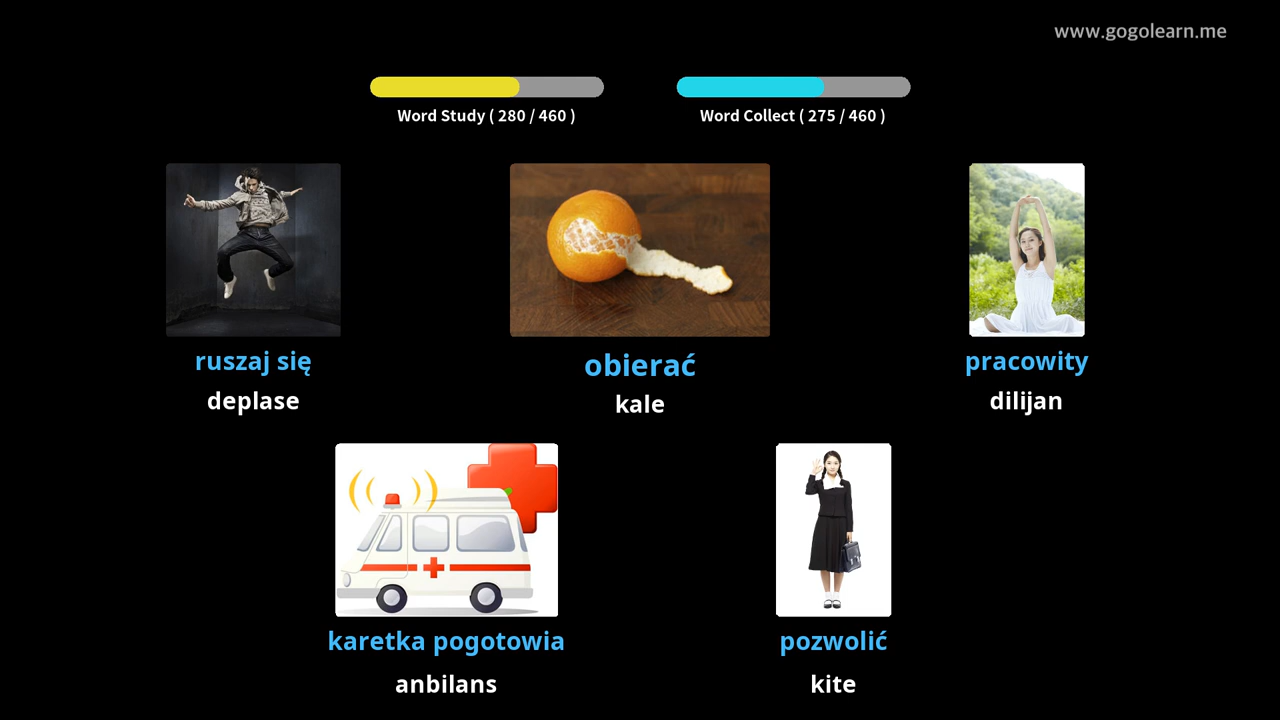 www.gogolearn.me
Word Study ( 280 / 460 )
Word Collect ( 275 / 460 )
ruszaj się
deplase
obierać
kale
pracowity
dilijan
karetka pogotowia
anbilans
pozwolić
kite